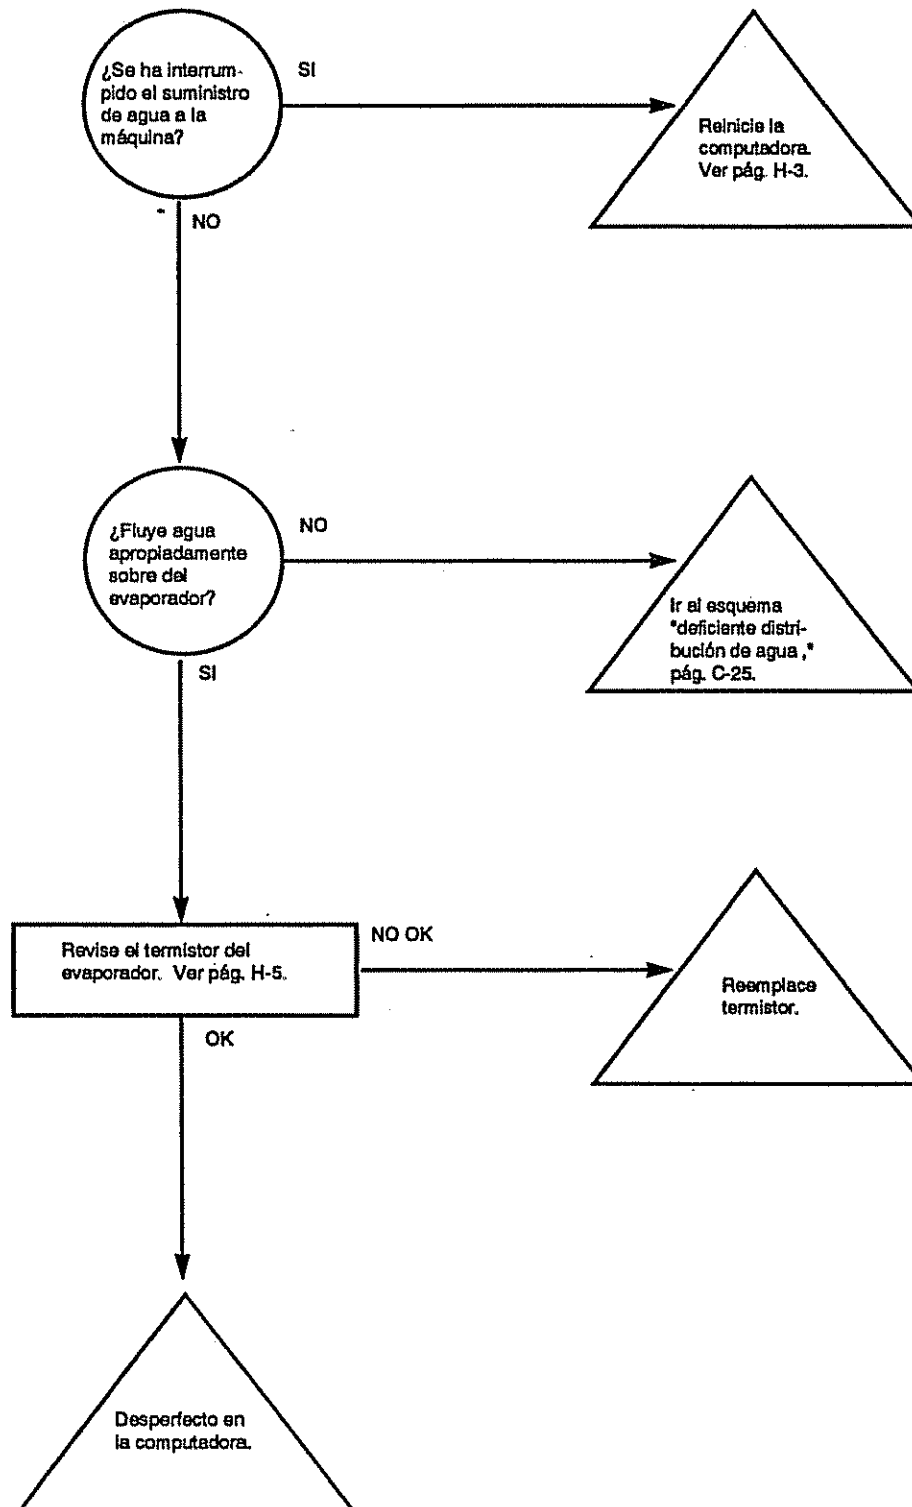 ¿Se ha interrum-
pido el suministro
de agua a la
máquina?
SI
Reinicie la
computadora.
Ver pág. H-3.
NO
¿Fluye agua
apropiadamente
sobre del
evaporador?
NO
Ir al esquema
"deficiente distri-
bución de agua ,"
pág. C-25.
SI
Revise el termistor del
evaporador. Ver pág. H-5.
NO OK
Reemplace
termistor.
OK
Desperfecto en
la computadora.